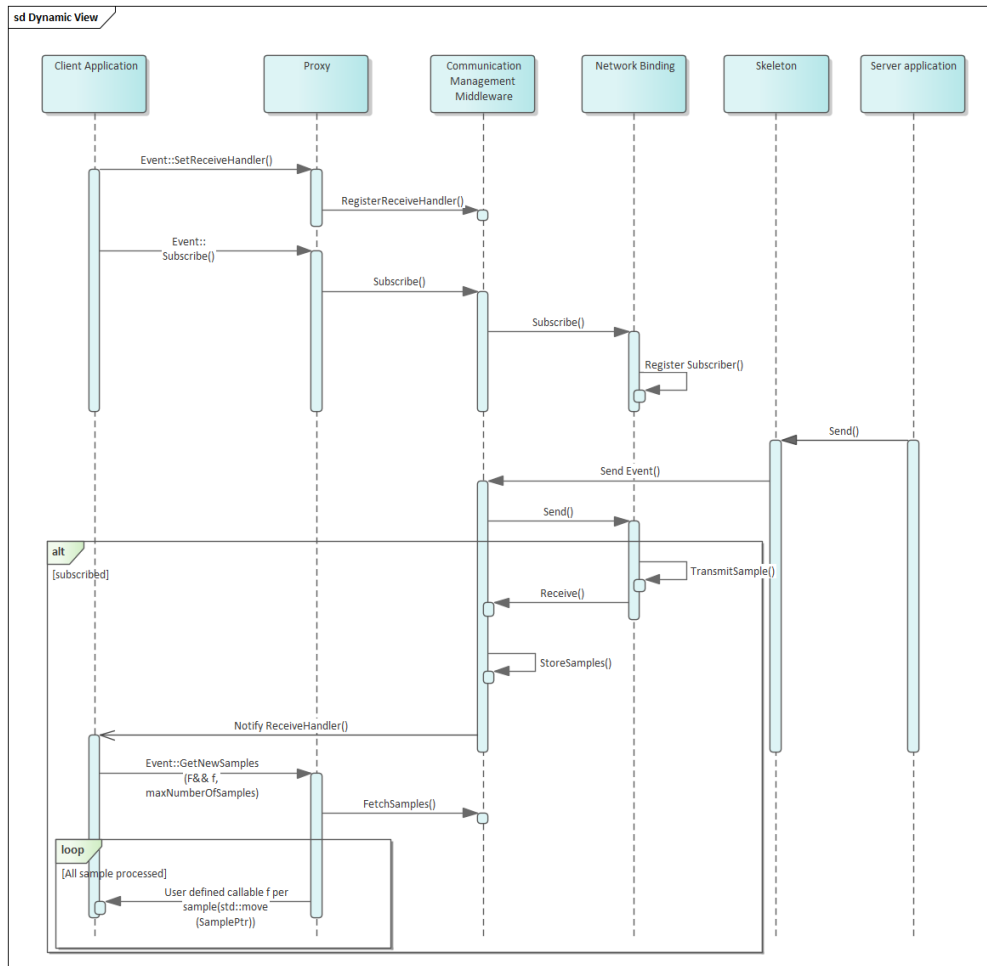 sd Dynamic View
Client Application
Proxy
Communication
Management
Middleware
Network Binding
Skeleton
Server application
Event::SetReceiveHandler()
RegisterReceiveHandler()
Event::
Subscribe()
Subscribe()
Subscribe()
Register Subscriber()
Send()
Send Event()
Send()
alt
[subscribed]
TransmitSample()
Receive()
StoreSamples()
Notify ReceiveHandler()
Event::GetNewSamples
(F&& f,
maxNumberOfSamples)
FetchSamples()
loop
[All sample processed]
User defined callable f per
sample(std::move
(SamplePtr))